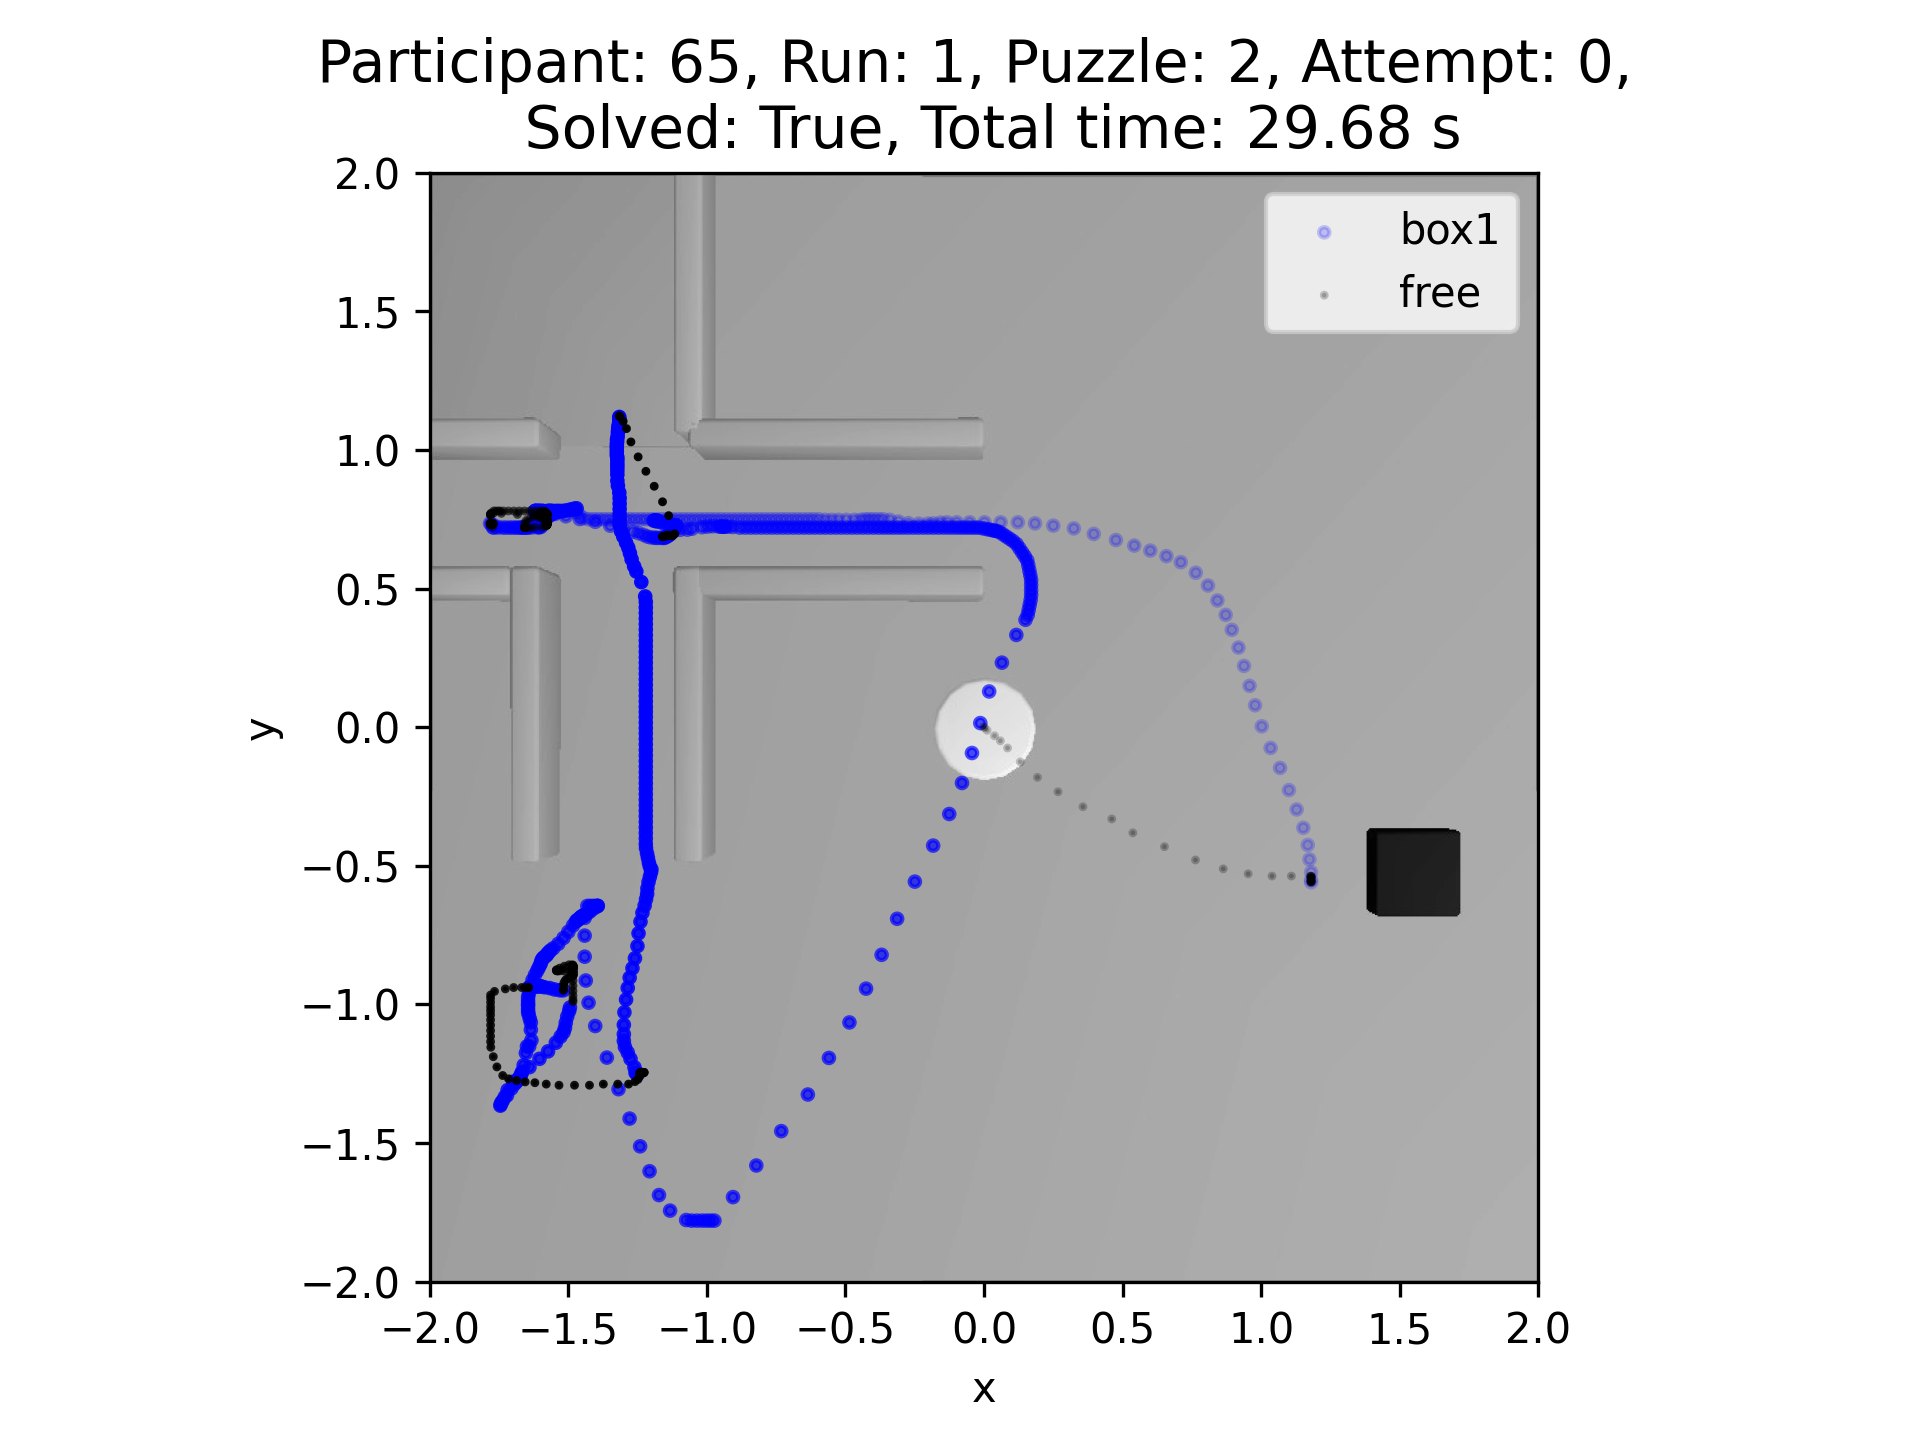 Participant: 65, Run: 1, Puzzle: 2, Attempt: 0,
Solved: True, Total time: 29.68 s
box1
free
2.0
1.5
1.0
0.5
0.0
−0.5
−1.0
−1.5
−2.0
y
−2.0 −1.5 −1.0 −0.5 0.0 0.5 1.0 1.5 2.0
x